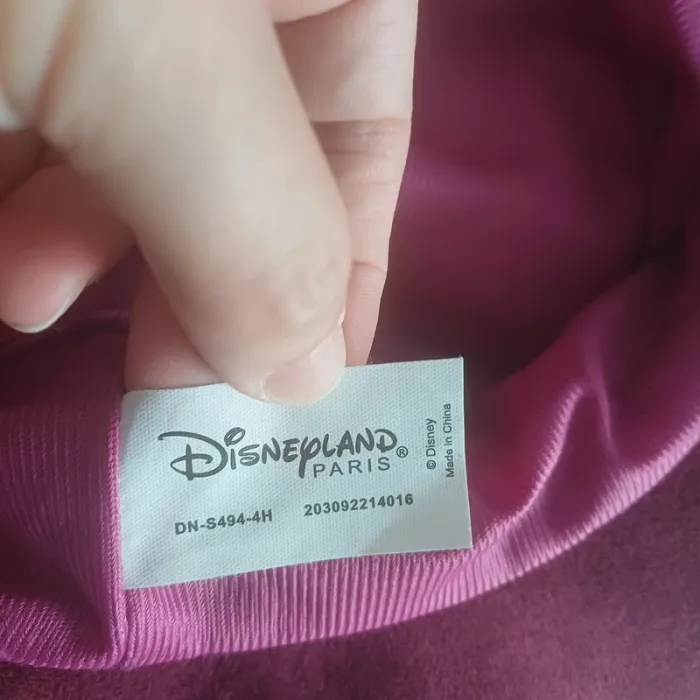 Disneyland®
PARIS
DN-S494-4H 203092214016
© Disney
Made in China